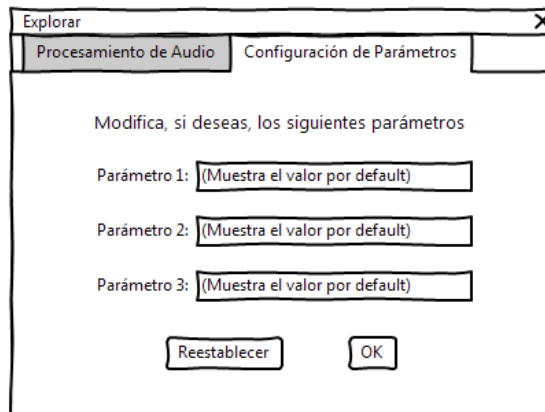 Explorar
Procesamiento de Audio Configuración de Parámetros
Modifica, si deseas, los siguientes parámetros
Parámetro 1: (Muestra el valor por default)
Parámetro 2: (Muestra el valor por default)
Parámetro 3: (Muestra el valor por default)
Reestablecer OK